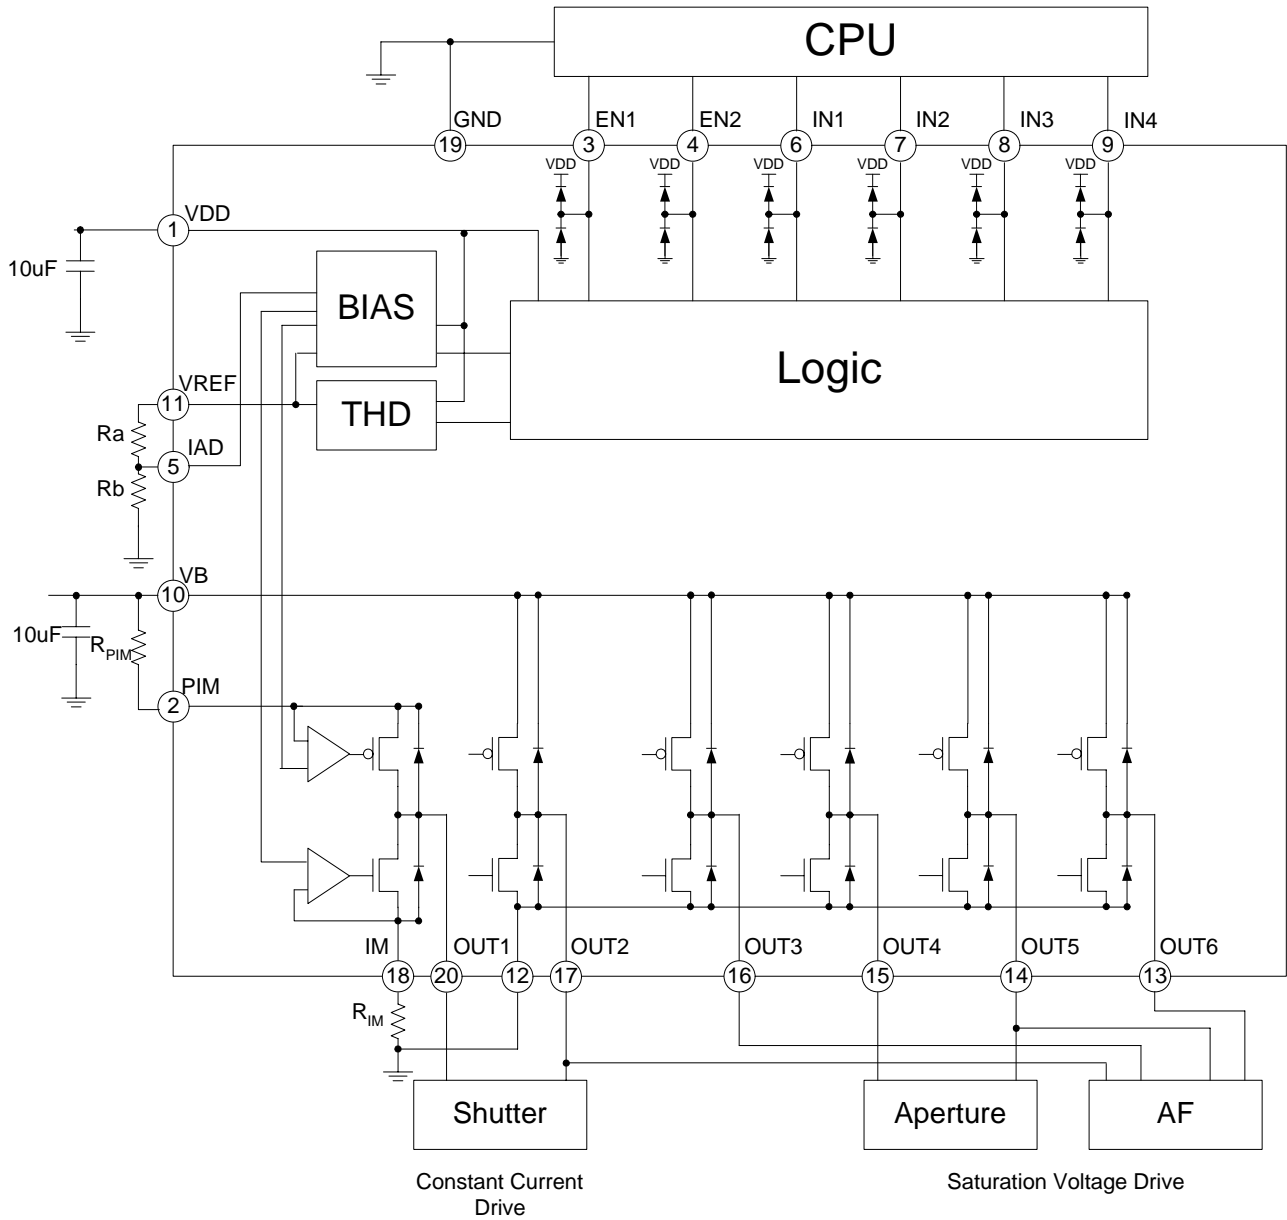 CPU
GND EN1 EN2 IN1 IN2 IN3 IN4
19 3 4 6 7 8 9
VDD VDD VDD VDD VDD VDD
VDD
1
10uF
BIAS
Logic
VREF
11
THD
Ra
IAD
5
Rb
VB
10
10uF
RPIM
PIM
2
IM OUT1 OUT2 OUT3 OUT4 OUT5 OUT6
18 20 12 17 16 15 14 13
RIM
Shutter Aperture AF
Constant Current
Drive
Saturation Voltage Drive